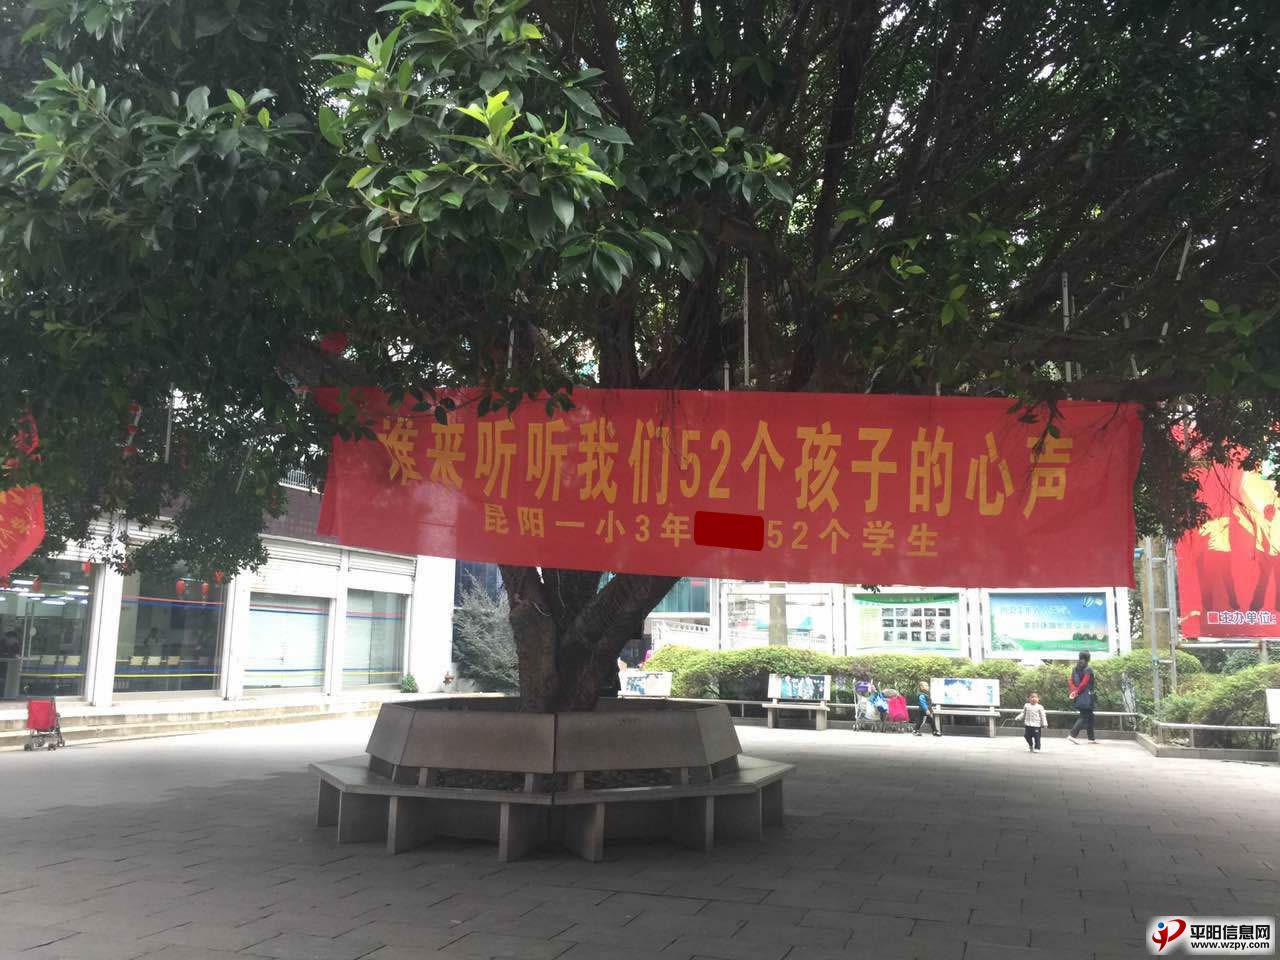 谁来听听我们52个孩子的心声
昆阳一小3年 52个学生
主办单位:
平阳信息网
www.wzpy.com